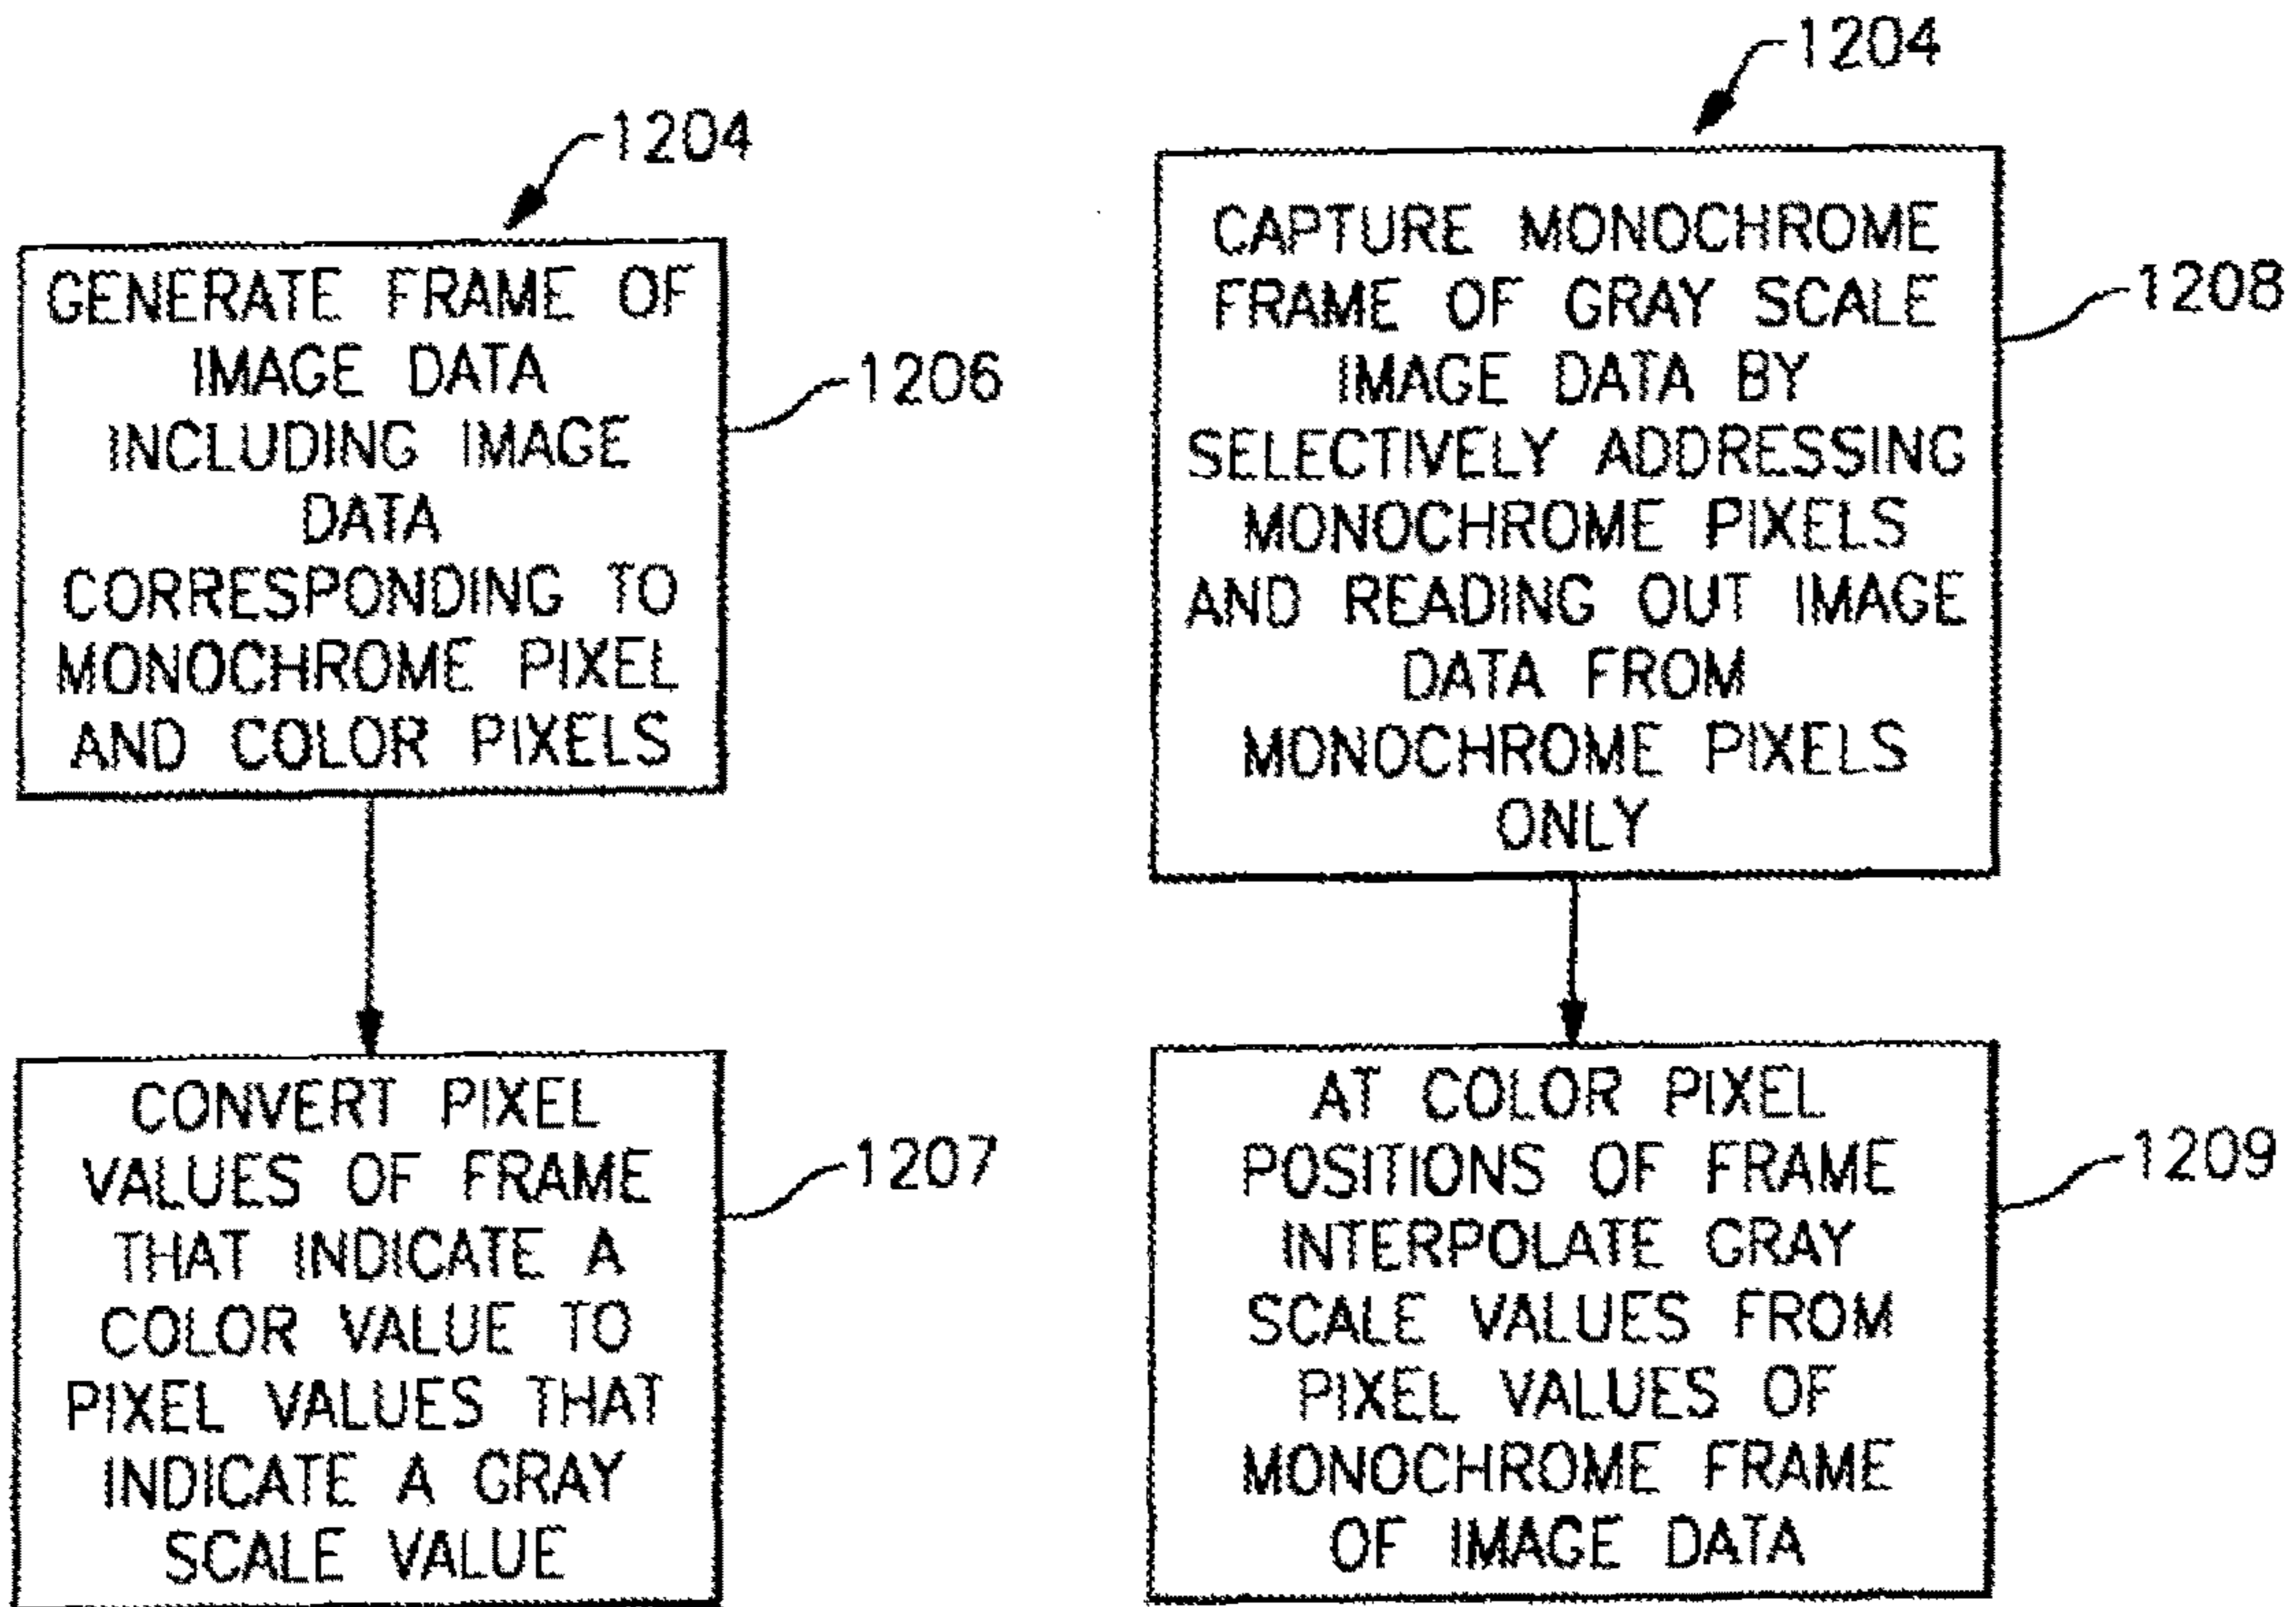 1204
GENERATE FRAME OF
IMAGE DATA
INCLUDING IMAGE
DATA
CORRESPONDING TO
MONOCHROME PIXEL
AND COLOR PIXELS
1206
CONVERT PIXEL
VALUES OF FRAME
THAT INDICATE A
COLOR VALUE TO
PIXEL VALUES THAT
INDICATE A GRAY
SCALE VALUE
1207
1204
CAPTURE MONOCHROME
FRAME OF GRAY SCALE
IMAGE DATA BY
SELECTIVELY ADDRESSING
MONOCHROME PIXELS
AND READING OUT IMAGE
DATA FROM
MONOCHROME PIXELS
ONLY
1208
AT COLOR PIXEL
POSITIONS OF FRAME
INTERPOLATE GRAY
SCALE VALUES FROM
PIXEL VALUES OF
MONOCHROME FRAME
OF IMAGE DATA
1209